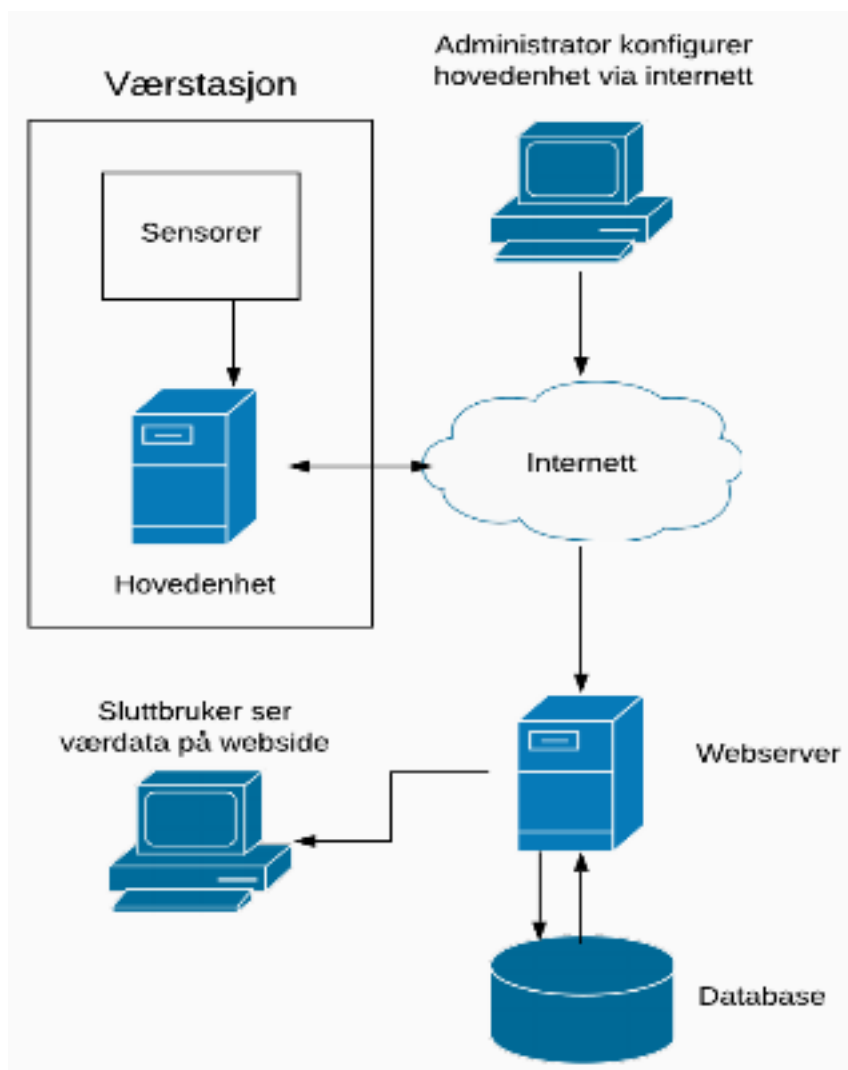 Administrator konfigurer
hovedenhet via internett
Værstasjon
Sensorer
Internett
Hovedenhet
Sluttbruker ser
værdata på webside
Webserver
Database